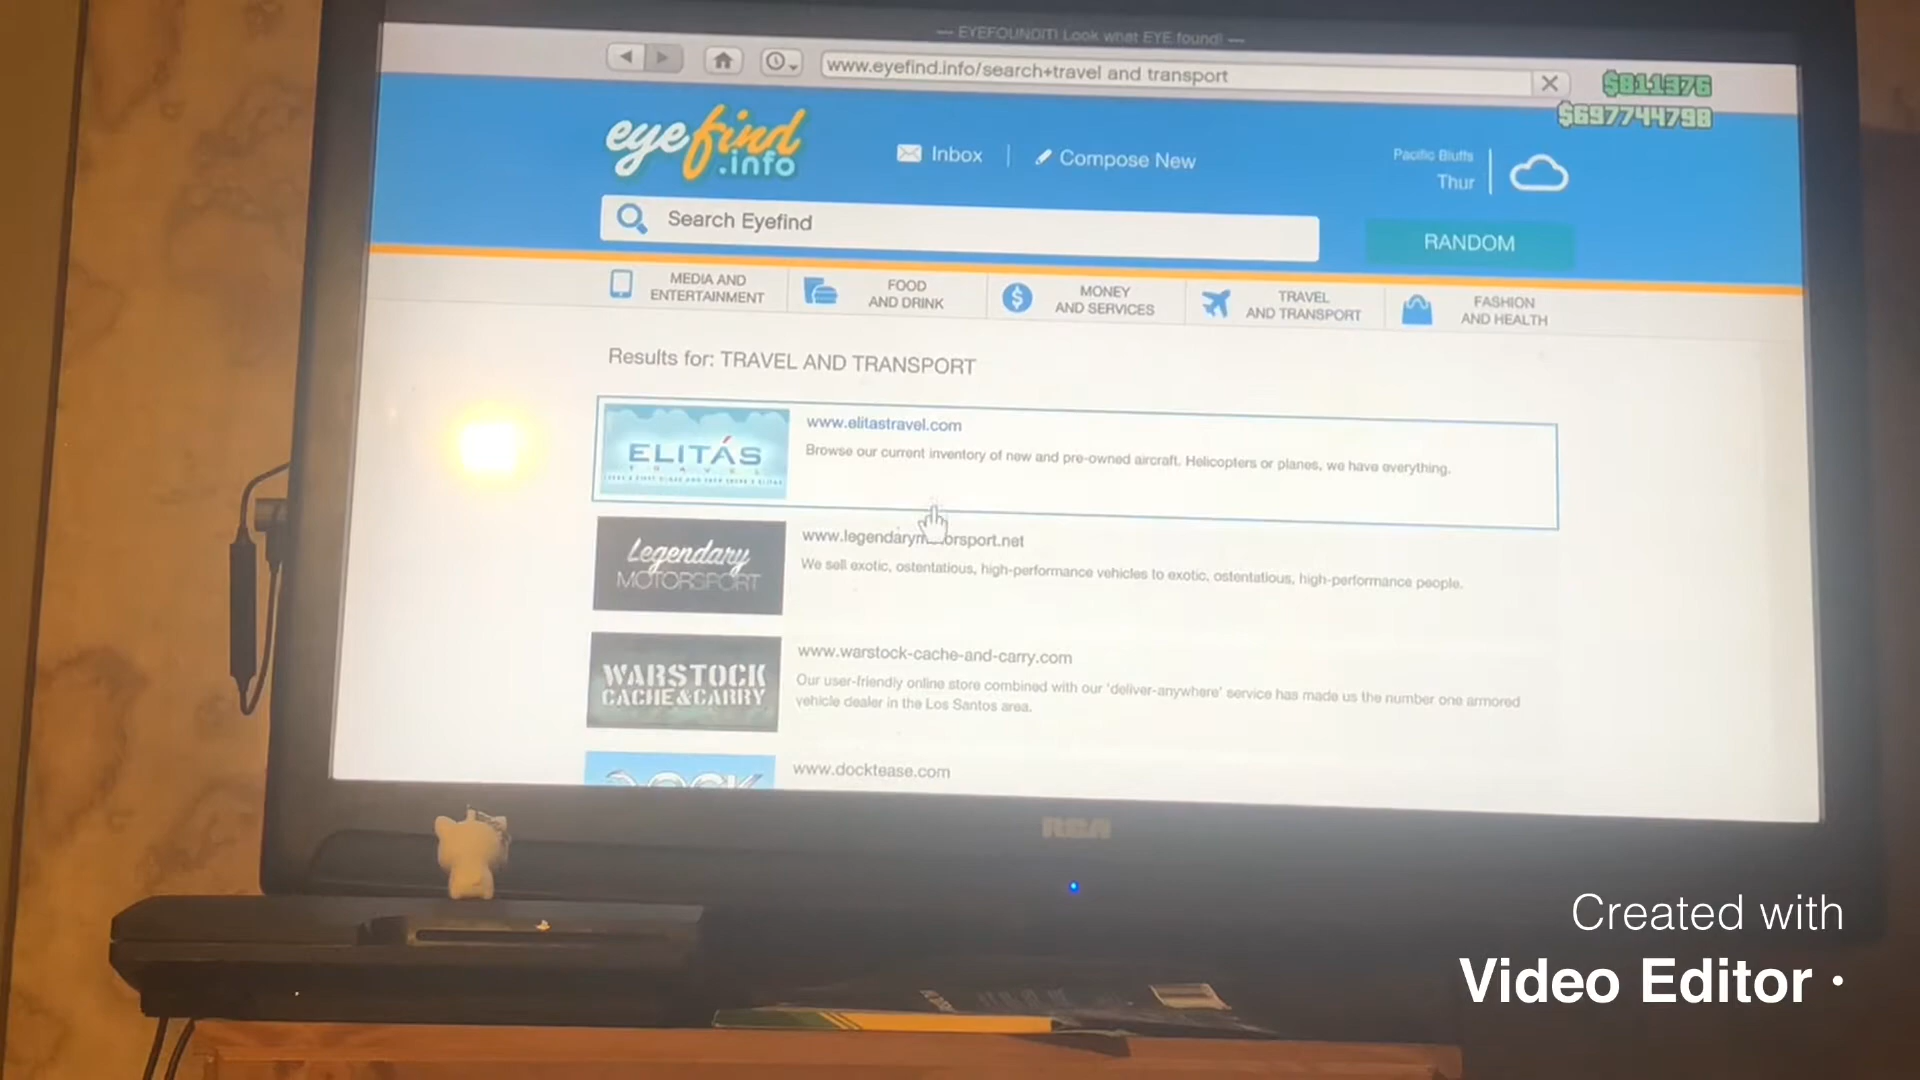 — EYEFOUNDIT! Look what EYE found! —
www.eyefind.info/search+travel and transport
$811376
$697744798
eyefind
.info
Inbox
Compose New
Pacific Bluffs
Thur
Search Eyefind
RANDOM
MEDIA AND
ENTERTAINMENT
FOOD
AND DRINK
MONEY
AND SERVICES
TRAVEL
AND TRANSPORT
FASHION
AND HEALTH
Results for: TRAVEL AND TRANSPORT
ELITÁS
TRAVEL
www.elitastravel.com
Browse our current inventory of new and pre-owned aircraft. Helicopters or planes, we have everything.
Legendary
MOTORSPORT
www.legendarymotorsport.net
We sell exotic, ostentatious, high-performance vehicles to exotic, ostentatious, high-performance people.
WARSTOCK
CACHE&CARRY
www.warstock-cache-and-carry.com
Our user-friendly online store combined with our 'deliver-anywhere' service has made us the number one armored
vehicle dealer in the Los Santos area.
DOCK
www.docktease.com
RCA
Created with
Video Editor ·